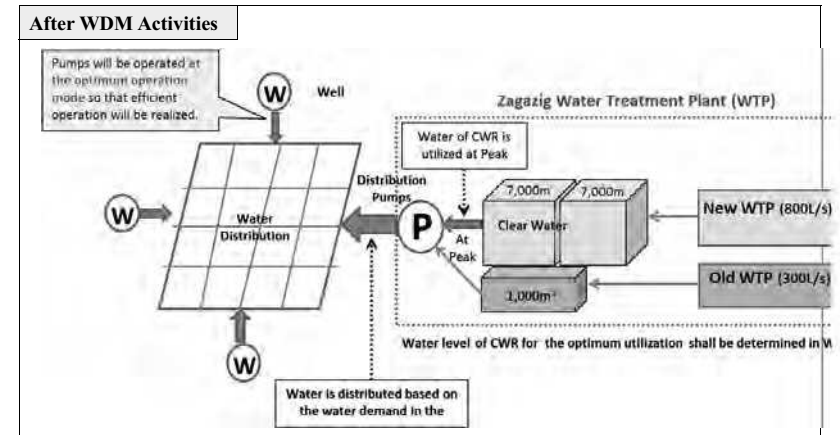 After WDM Activities
Pumps will be operated at
the optimum operation
mode so that efficient
operation will be realized.
W
Well
Zagazig Water Treatment Plant (WTP)
Water of CWR is
utilized at Peak
Distribution
Pumps
7,000m
7,000m
W
Water
Distribution
P
At
Peak
Clear Water
New WTP (800L/s)
1,000m³
Old WTP (300L/s)
W
Water level of CWR for the optimum utilization shall be determined in W
Water is distributed based on
the water demand in the